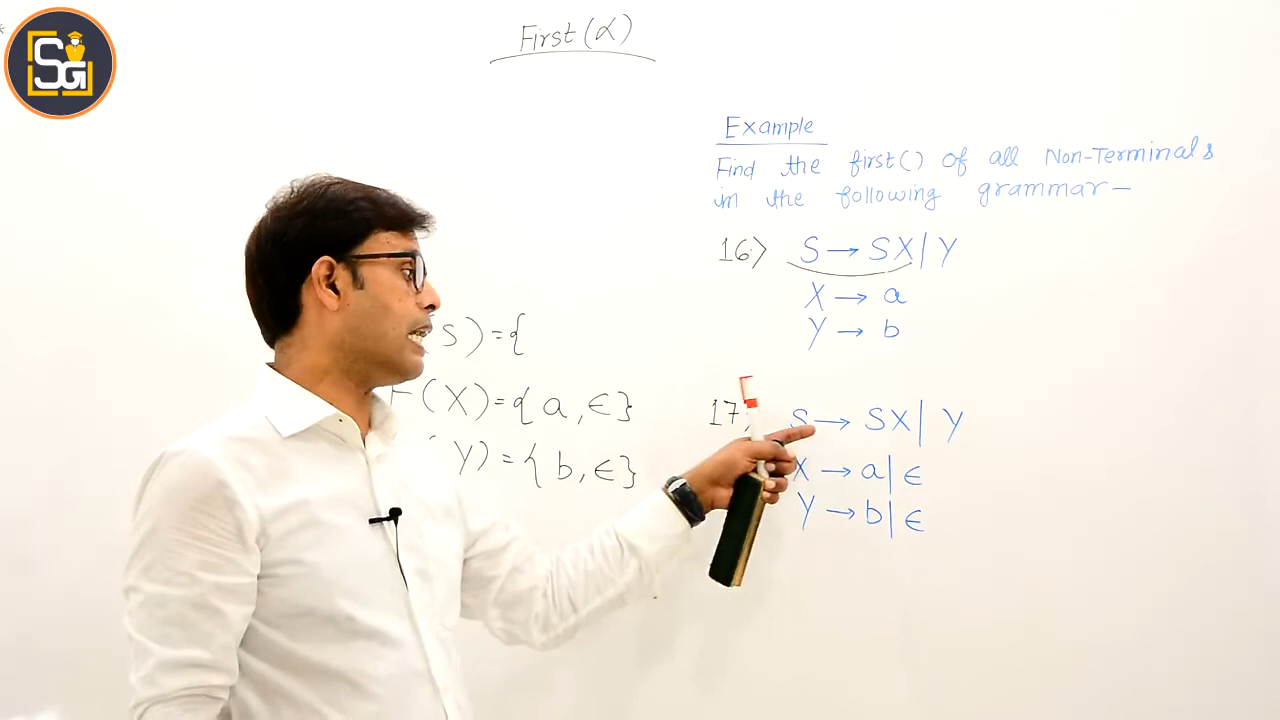 SG
First(α)
Example
Find the first() of all Non-Terminals
in the following grammar-
16) S → SX | Y
X → a
Y → b
17) S → SX | Y
X → a | ∈
Y → b | ∈
S) = {
F(X) = {a, ∈}
Y) = {b, ∈}